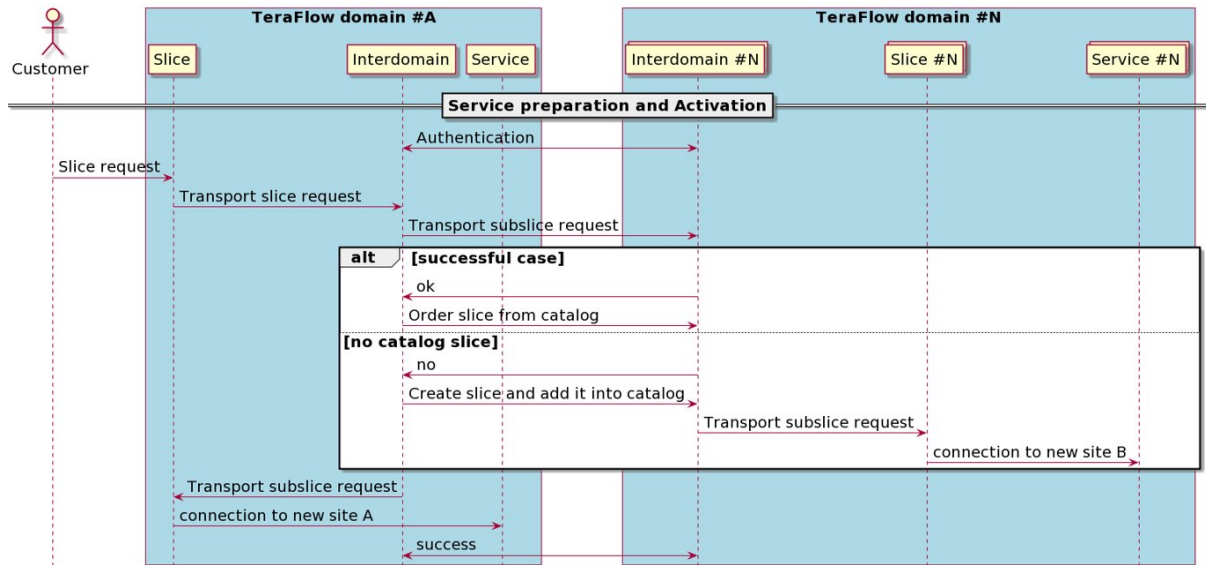 TeraFlow domain #A
TeraFlow domain #N
Customer
Slice
Interdomain
Service
Interdomain #N
Slice #N
Service #N
Service preparation and Activation
Authentication
Slice request
Transport slice request
Transport subslice request
alt
[successful case]
ok
Order slice from catalog
[no catalog slice]
no
Create slice and add it into catalog
Transport subslice request
connection to new site B
Transport subslice request
connection to new site A
success